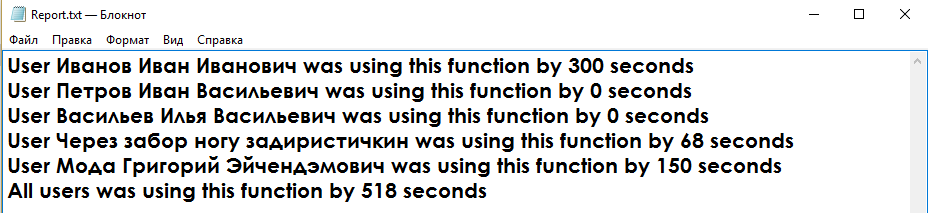 Report.txt — Блокнот
Файл Правка Формат Вид Справка
User Иванов Иван Иванович was using this function by 300 seconds
User Петров Иван Васильевич was using this function by 0 seconds
User Васильев Илья Васильевич was using this function by 0 seconds
User Через забор ногу задиристичкин was using this function by 68 seconds
User Мода Григорий Эйчендэмович was using this function by 150 seconds
All users was using this function by 518 seconds